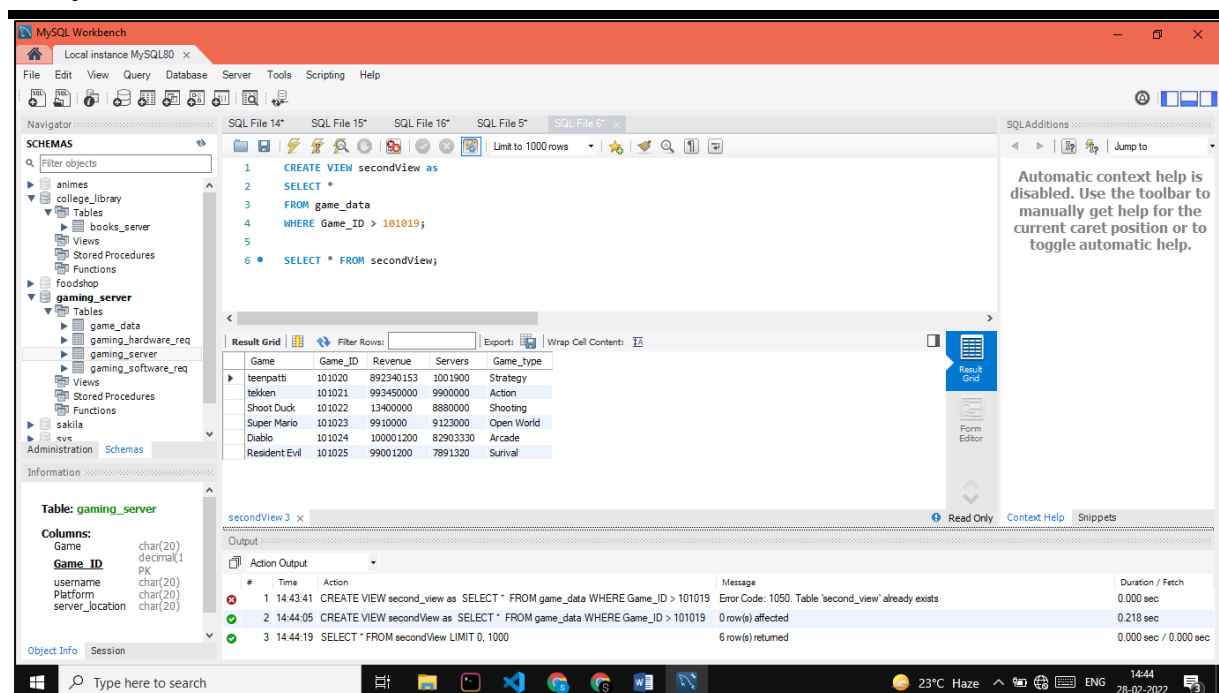 MySQL Workbench
Local instance MySQL80
File Edit View Query Database Server Tools Scripting Help
Navigator
SCHEMAS
Filter objects
animes
college_library
Tables
books_server
Views
Stored Procedures
Functions
foodshop
gaming_server
Tables
game_data
gaming_hardware_req
gaming_server
gaming_software_req
Views
Stored Procedures
Functions
sakila
sys
Administration Schemas
Information
Table: gaming_server
Columns:
Game char(20)
Game_ID decimal(1
PK
username char(20)
Platform char(20)
server_location char(20)
Object Info Session
SQL File 14* SQL File 15* SQL File 16* SQL File 5* SQL File 6*
Limit to 1000 rows
1 CREATE VIEW secondView as
2 SELECT *
3 FROM game_data
4 WHERE Game_ID > 101019;
5
6 SELECT * FROM secondView;
Result Grid Filter Rows: Export: Wrap Cell Content:
Game Game_ID Revenue Servers Game_type
teenpatti 101020 892340153 1001900 Strategy
tekken 101021 993450000 9900000 Action
Shoot Duck 101022 13400000 8880000 Shooting
Super Mario 101023 9910000 9123000 Open World
Diablo 101024 100001200 82903330 Arcade
Resident Evil 101025 99001200 7891320 Surival
Result
Grid
Form
Editor
secondView 3
Read Only
SQLAdditions
Jump to
Automatic context help is
disabled. Use the toolbar to
manually get help for the
current caret position or to
toggle automatic help.
Context Help Snippets
Output
Action Output
# Time Action Message Duration / Fetch
1 14:43:41 CREATE VIEW second_view as SELECT * FROM game_data WHERE Game_ID > 101019 Error Code: 1050. Table 'second_view' already exists 0.000 sec
2 14:44:05 CREATE VIEW secondView as SELECT * FROM game_data WHERE Game_ID > 101019 0 row(s) affected 0.218 sec
3 14:44:19 SELECT * FROM secondView LIMIT 0, 1000 6 row(s) returned 0.000 sec / 0.000 sec
Type here to search
23°C Haze
ENG
14:44
28-02-2022